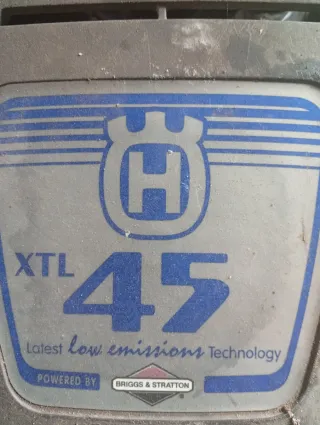 H
XTL 45
Latest low emissions Technology
POWERED BY BRIGGS & STRATTON